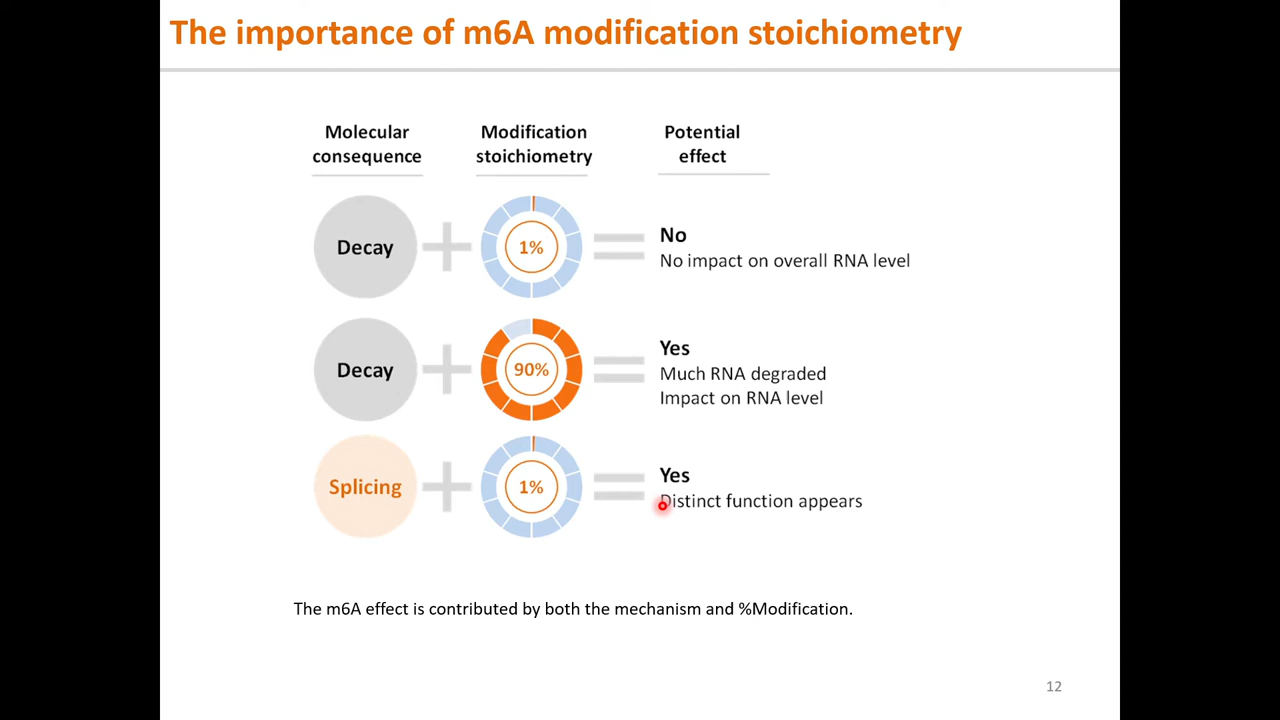 The importance of m6A modification stoichiometry
Molecular consequence
Modification stoichiometry
Potential effect
Decay
1%
No
No impact on overall RNA level
Decay
90%
Yes
Much RNA degraded
Impact on RNA level
Splicing
1%
Yes
Distinct function appears
The m6A effect is contributed by both the mechanism and %Modification.
12